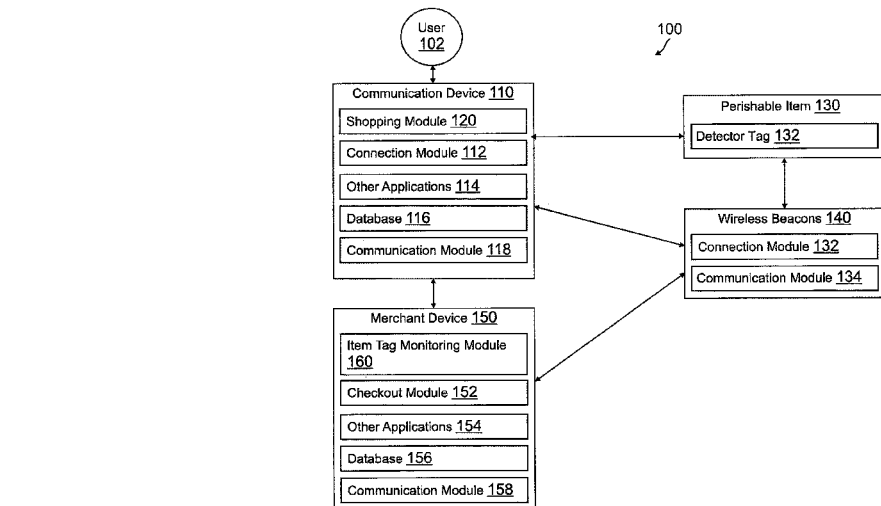 User
102
100
Communication Device 110
Shopping Module 120
Connection Module 112
Other Applications 114
Database 116
Communication Module 118
Perishable Item 130
Detector Tag 132
Wireless Beacons 140
Connection Module 132
Communication Module 134
Merchant Device 150
Item Tag Monitoring Module
160
Checkout Module 152
Other Applications 154
Database 156
Communication Module 158